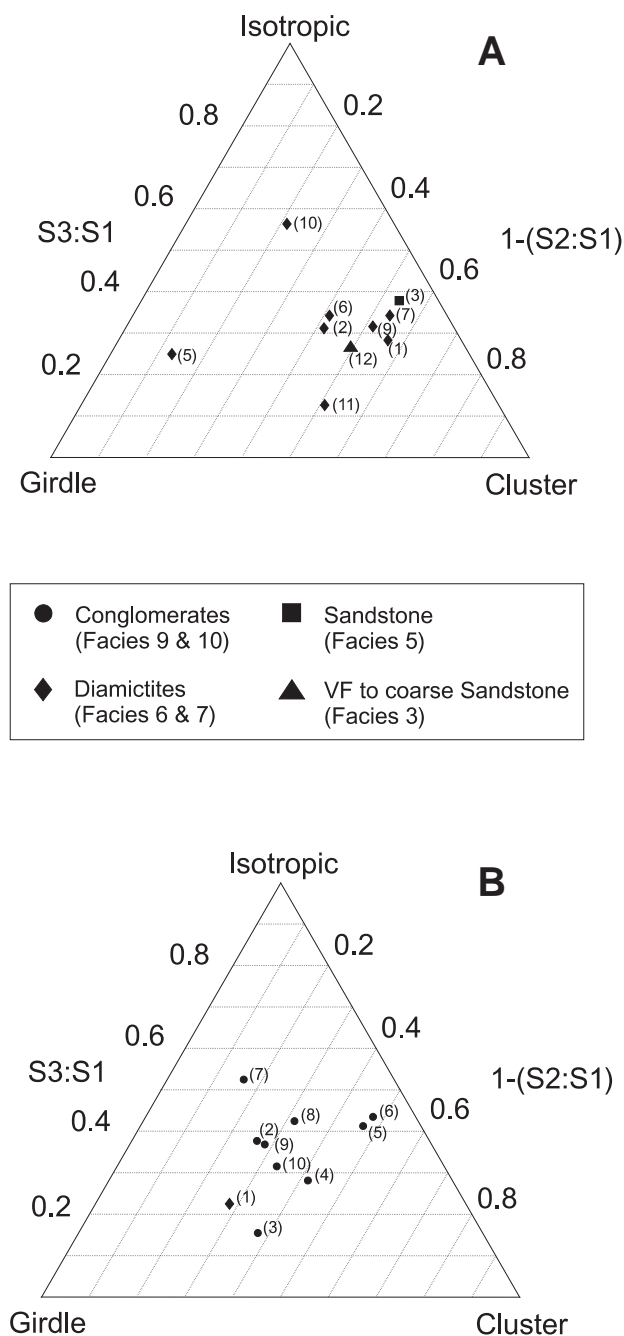 Isotropic
A
0.2
0.8
0.4
0.6
S3:S1
(10)
1-(S2:S1)
0.4
0.6
(3)
(6)
(7)
(2)
(9)
(1)
(12)
(5)
0.2
0.8
(11)
Girdle
Cluster
Conglomerates
(Facies 9 & 10)
Sandstone
(Facies 5)
Diamictites
(Facies 6 & 7)
VF to coarse Sandstone
(Facies 3)
B
Isotropic
0.2
0.8
0.4
0.6
S3:S1
(7)
1-(S2:S1)
0.6
0.4
(8)
(6)
(5)
(2)
(9)
(10)
(4)
(1)
0.2
0.8
(3)
Girdle
Cluster